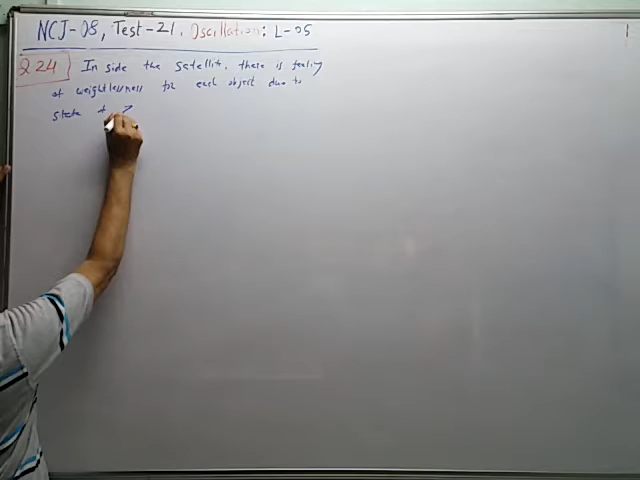 NCJ-08, Test-21, Oscillation: L-05
Q24 In side the satellite, there is feeling
of weightlessness for each object due to
state of